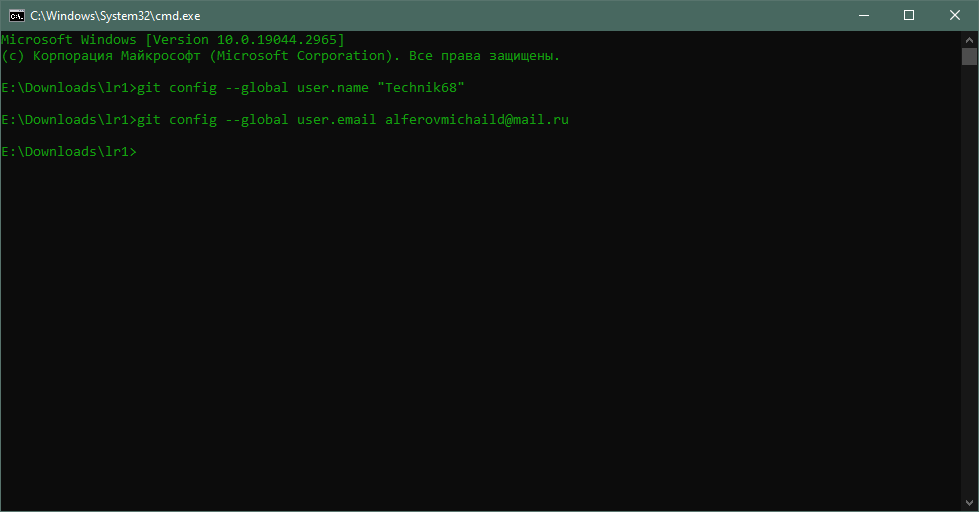 C:\Windows\System32\cmd.exe
Microsoft Windows [Version 10.0.19044.2965]
(c) Корпорация Майкрософт (Microsoft Corporation). Все права защищены.
E:\Downloads\lr1>git config --global user.name "Technik68"
E:\Downloads\lr1>git config --global user.email alferovmichaild@mail.ru
E:\Downloads\lr1>